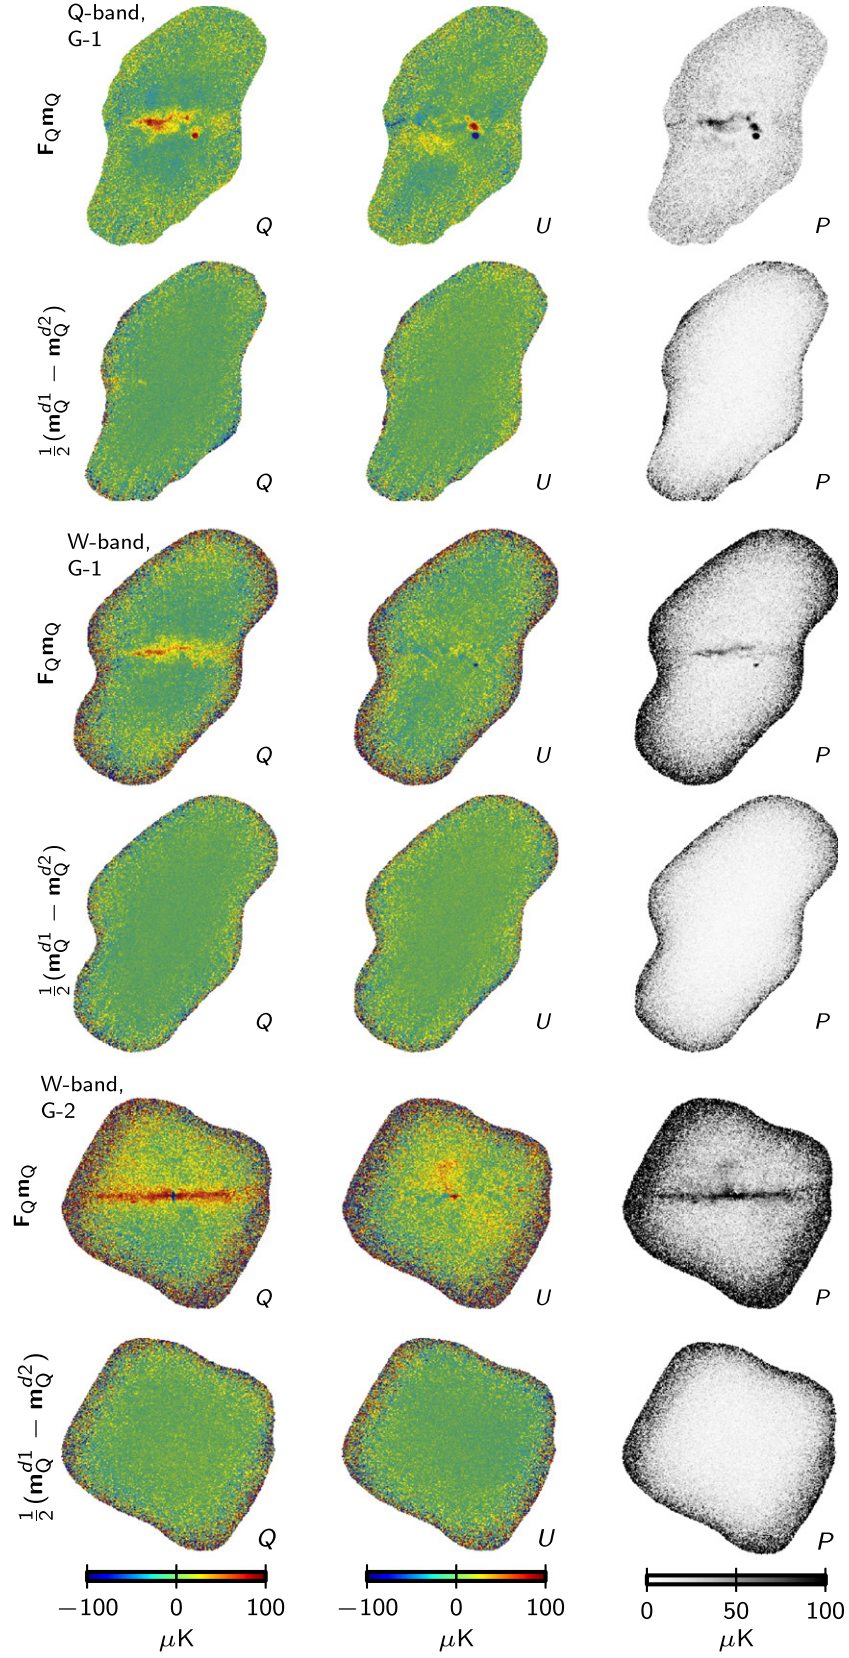 Q-band,
G-1
F_Q m_Q
Q
U
P
½(m_Q^{d1} − m_Q^{d2})
Q
U
P
W-band,
G-1
F_Q m_Q
Q
U
P
½(m_Q^{d1} − m_Q^{d2})
Q
U
P
W-band,
G-2
F_Q m_Q
Q
U
P
½(m_Q^{d1} − m_Q^{d2})
Q
U
P
−100 0 100
μK
−100 0 100
μK
0 50 100
μK